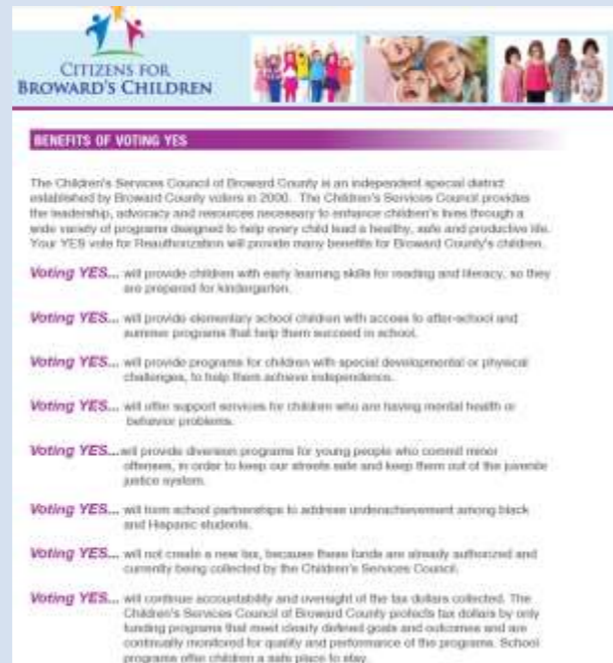 CITIZENS FOR
BROWARD'S CHILDREN
BENEFITS OF VOTING YES
The Children's Services Council of Broward County is an independent special district
established by Broward County voters in 2000. The Children's Services Council provides
the leadership, advocacy and resources necessary to enhance children's lives through a
wide variety of programs designed to help every child lead a healthy, safe and productive life.
Your YES vote for Reauthorization will provide many benefits for Broward County's children.
Voting YES... will provide children with early learning skills for reading and literacy, so they
are prepared for kindergarten.
Voting YES... will provide elementary school children with access to after-school and
summer programs that help them succeed in school.
Voting YES... will provide programs for children with special developmental or physical
challenges, to help them achieve independence.
Voting YES... will offer support services for children who are having mental health or
behavior problems.
Voting YES...will provide diversion programs for young people who commit minor
offenses, in order to keep our streets safe and keep them out of the juvenile
justice system.
Voting YES... will form school partnerships to address underachievement among black
and Hispanic students.
Voting YES... will not create a new tax, because these funds are already authorized and
currently being collected by the Children's Services Council.
Voting YES... will continue accountability and oversight of the tax dollars collected. The
Children's Services Council of Broward County protects tax dollars by only
funding programs that meet clearly defined goals and outcomes and are
continually monitored for quality and performance of the programs. School
programs offer children a safe place to stay.